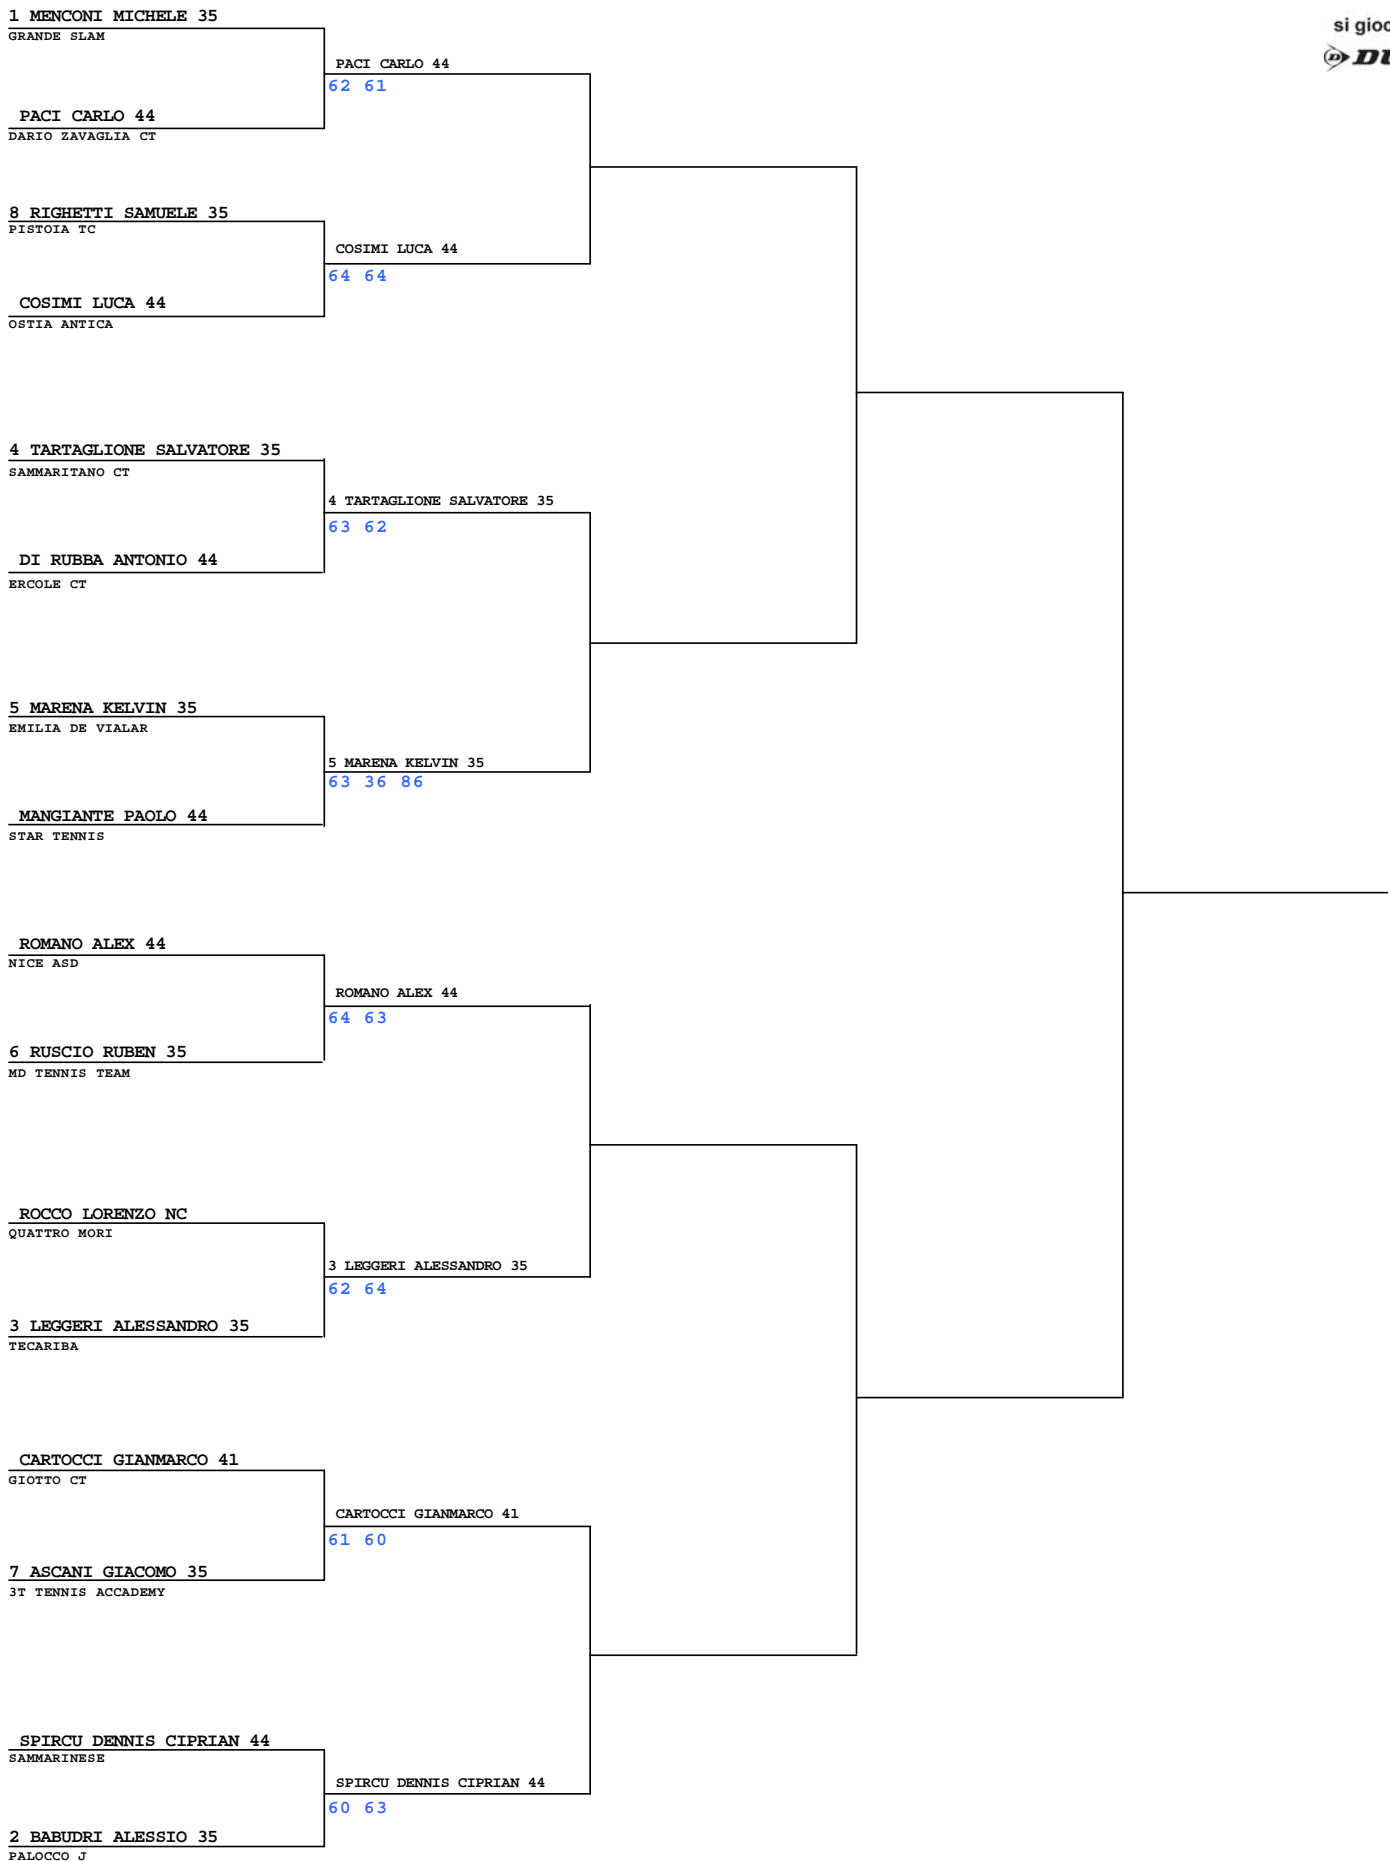 1 MENCONI MICHELE 35
GRANDE SLAM
si gioc
PACI CARLO 44
62 61
PACI CARLO 44
DARIO ZAVAGLIA CT
8 RIGHETTI SAMUELE 35
PISTOIA TC
COSIMI LUCA 44
64 64
COSIMI LUCA 44
OSTIA ANTICA
4 TARTAGLIONE SALVATORE 35
SAMMARITANO CT
4 TARTAGLIONE SALVATORE 35
63 62
DI RUBBA ANTONIO 44
ERCOLE CT
5 MARENA KELVIN 35
EMILIA DE VIALAR
5 MARENA KELVIN 35
63 36 86
MANGIANTE PAOLO 44
STAR TENNIS
ROMANO ALEX 44
NICE ASD
ROMANO ALEX 44
64 63
6 RUSCIO RUBEN 35
MD TENNIS TEAM
ROCCO LORENZO NC
QUATTRO MORI
3 LEGGERI ALESSANDRO 35
62 64
3 LEGGERI ALESSANDRO 35
TECARIBA
CARTOCCI GIANMARCO 41
GIOTTO CT
CARTOCCI GIANMARCO 41
61 60
7 ASCANI GIACOMO 35
3T TENNIS ACCADEMY
SPIRCU DENNIS CIPRIAN 44
SAMMARINESE
SPIRCU DENNIS CIPRIAN 44
60 63
2 BABUDRI ALESSIO 35
PALOCCO J